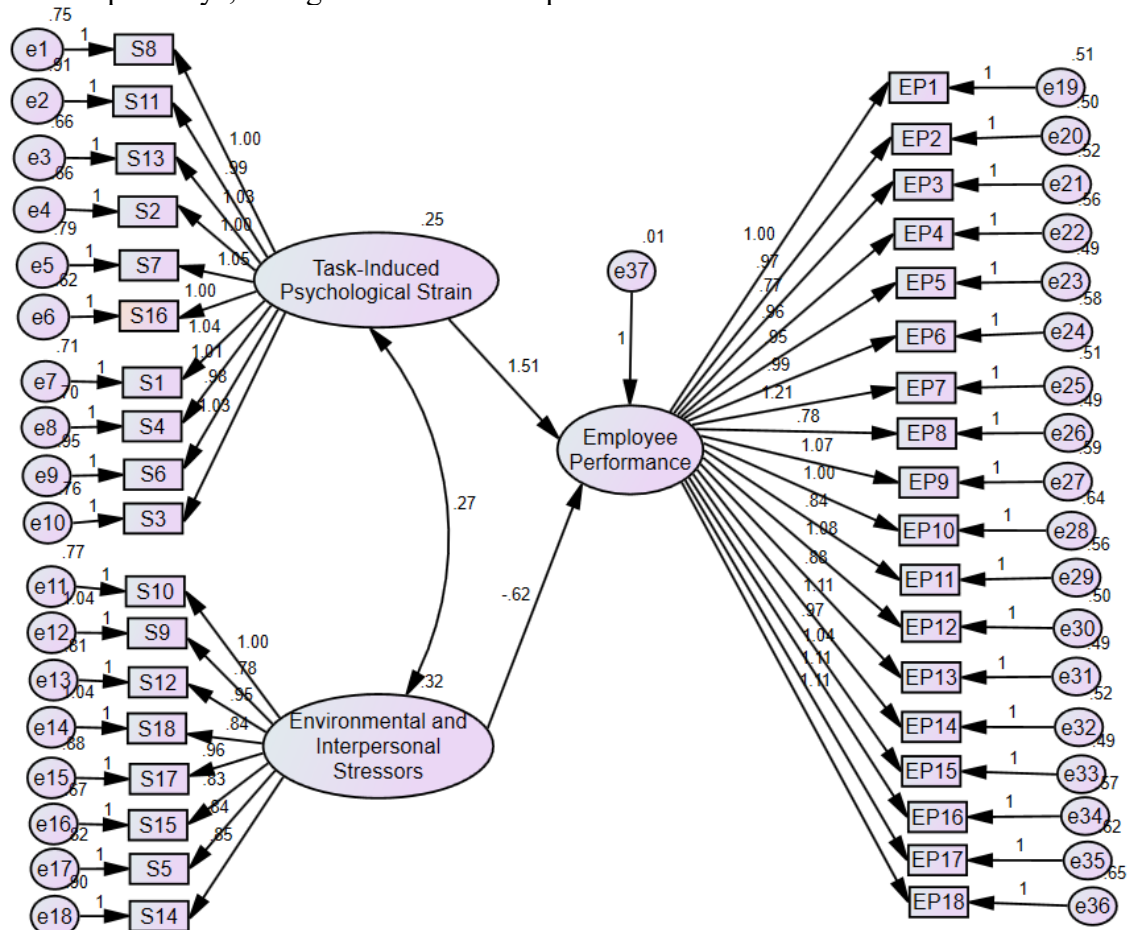 .75
e1 1 S8
.91
e2 1 S11
.66
e3 1 S13
.66
e4 1 S2
.79
e5 1 S7
.62
e6 1 S16
.71
e7 1 S1
.70
e8 1 S4
.95
e9 1 S6
.76
e10 1 S3
.77
e11 1 S10
1.04
e12 1 S9
.81
e13 1 S12
1.04
e14 1 S18
.88
e15 1 S17
.67
e16 1 S15
.82
e17 1 S5
.90
e18 1 S14
1.00
.99
1.03
1.00
1.05
1.00
1.04
1.01
.98
1.03
.25
Task-Induced
Psychological Strain
1.00
.78
.95
.84
.96
.83
.84
.85
.32
Environmental and
Interpersonal
Stressors
.27
1.51
-.62
.01
e37
1
Employee
Performance
1.00
.97
.77
.96
.95
.99
1.21
.78
1.07
1.00
.84
1.08
.88
1.11
.97
1.04
1.11
1.11
.51
EP1 1 e19
.50
EP2 1 e20
.52
EP3 1 e21
.56
EP4 1 e22
.49
EP5 1 e23
.58
EP6 1 e24
.51
EP7 1 e25
.49
EP8 1 e26
.59
EP9 1 e27
.64
EP10 1 e28
.56
EP11 1 e29
.50
EP12 1 e30
.49
EP13 1 e31
.52
EP14 1 e32
.49
EP15 1 e33
.57
EP16 1 e34
.62
EP17 1 e35
.65
EP18 1 e36